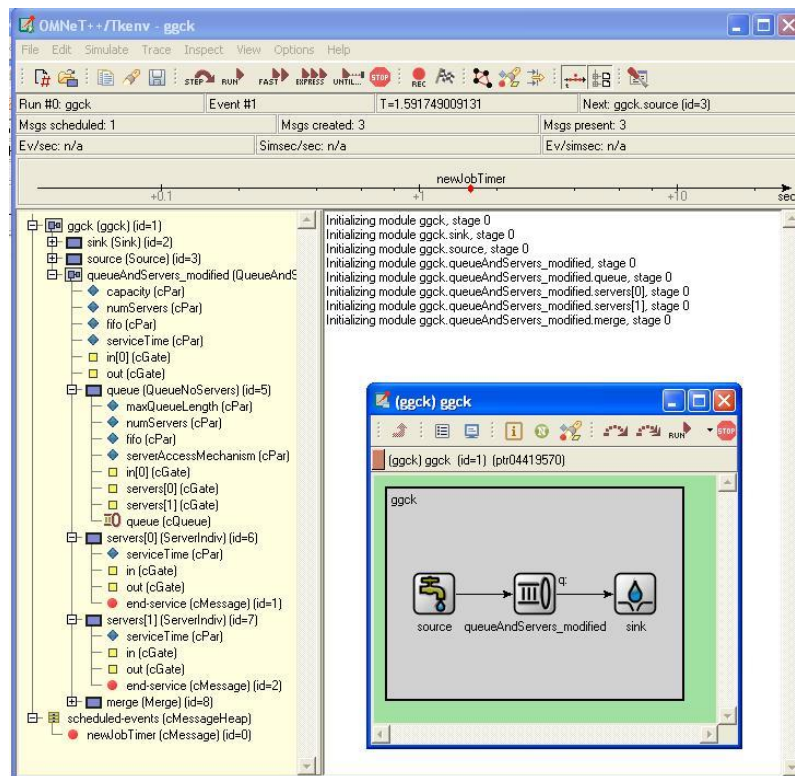 OMNeT++/Tkenv - ggck
File Edit Simulate Trace Inspect View Options Help
STEP RUN FAST EXPRESS UNTIL... STOP REC
Run #0: ggck Event #1 T=1.591749009131 Next: ggck.source (id=3)
Msgs scheduled: 1 Msgs created: 3 Msgs present: 3
Ev/sec: n/a Simsec/sec: n/a Ev/simsec: n/a
newJobTimer
+0.1 +1 +10 sec
ggck (ggck) (id=1)
sink (Sink) (id=2)
source (Source) (id=3)
queueAndServers_modified (QueueAndS
capacity (cPar)
numServers (cPar)
fifo (cPar)
serviceTime (cPar)
in[0] (cGate)
out (cGate)
queue (QueueNoServers) (id=5)
maxQueueLength (cPar)
numServers (cPar)
fifo (cPar)
serverAccessMechanism (cPar)
in[0] (cGate)
servers[0] (cGate)
servers[1] (cGate)
queue (cQueue)
servers[0] (ServerIndiv) (id=6)
serviceTime (cPar)
in (cGate)
out (cGate)
end-service (cMessage) (id=1)
servers[1] (ServerIndiv) (id=7)
serviceTime (cPar)
in (cGate)
out (cGate)
end-service (cMessage) (id=2)
merge (Merge) (id=8)
scheduled-events (cMessageHeap)
newJobTimer (cMessage) (id=0)
Initializing module ggck, stage 0
Initializing module ggck.sink, stage 0
Initializing module ggck.source, stage 0
Initializing module ggck.queueAndServers_modified, stage 0
Initializing module ggck.queueAndServers_modified.queue, stage 0
Initializing module ggck.queueAndServers_modified.servers[0], stage 0
Initializing module ggck.queueAndServers_modified.servers[1], stage 0
Initializing module ggck.queueAndServers_modified.merge, stage 0
(ggck) ggck
RUN STOP
(ggck) ggck (id=1) (ptr04419570)
ggck
q:
source queueAndServers_modified sink